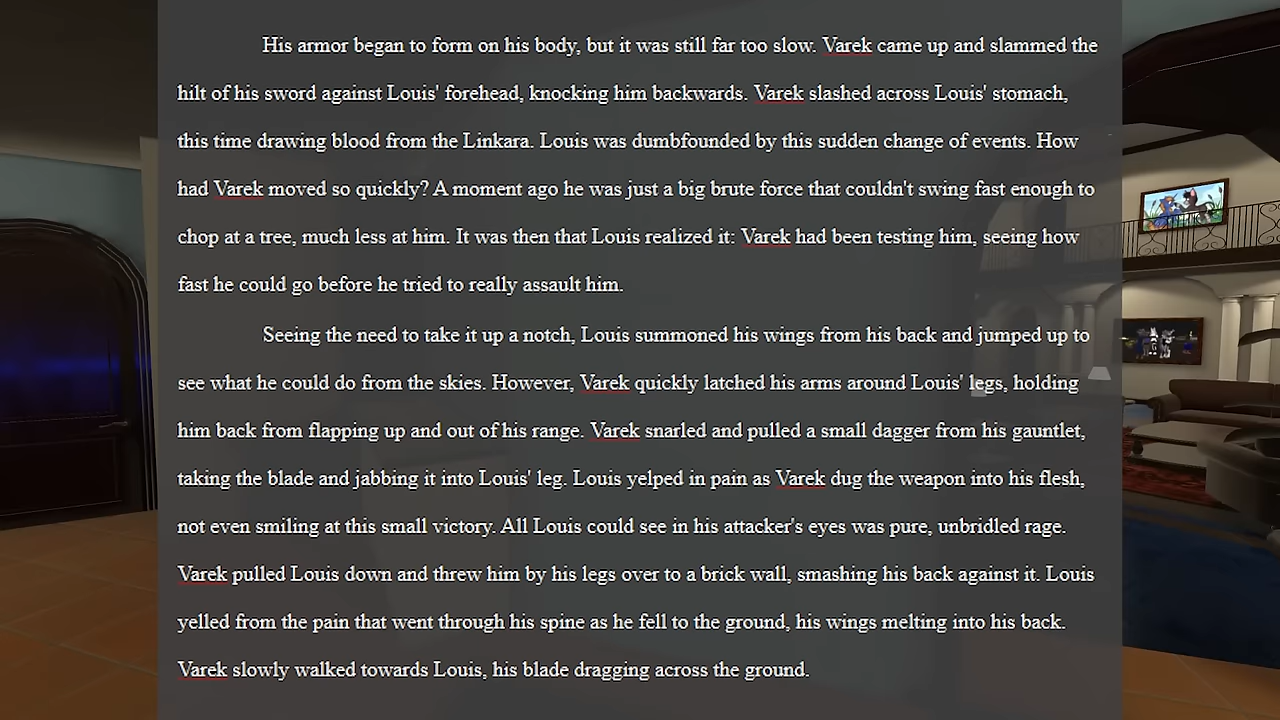 His armor began to form on his body, but it was still far too slow. Varek came up and slammed the
hilt of his sword against Louis' forehead, knocking him backwards. Varek slashed across Louis' stomach,
this time drawing blood from the Linkara. Louis was dumbfounded by this sudden change of events. How
had Varek moved so quickly? A moment ago he was just a big brute force that couldn't swing fast enough to
chop at a tree, much less at him. It was then that Louis realized it: Varek had been testing him, seeing how
fast he could go before he tried to really assault him.
Seeing the need to take it up a notch, Louis summoned his wings from his back and jumped up to
see what he could do from the skies. However, Varek quickly latched his arms around Louis' legs, holding
him back from flapping up and out of his range. Varek snarled and pulled a small dagger from his gauntlet,
taking the blade and jabbing it into Louis' leg. Louis yelped in pain as Varek dug the weapon into his flesh,
not even smiling at this small victory. All Louis could see in his attacker's eyes was pure, unbridled rage.
Varek pulled Louis down and threw him by his legs over to a brick wall, smashing his back against it. Louis
yelled from the pain that went through his spine as he fell to the ground, his wings melting into his back.
Varek slowly walked towards Louis, his blade dragging across the ground.